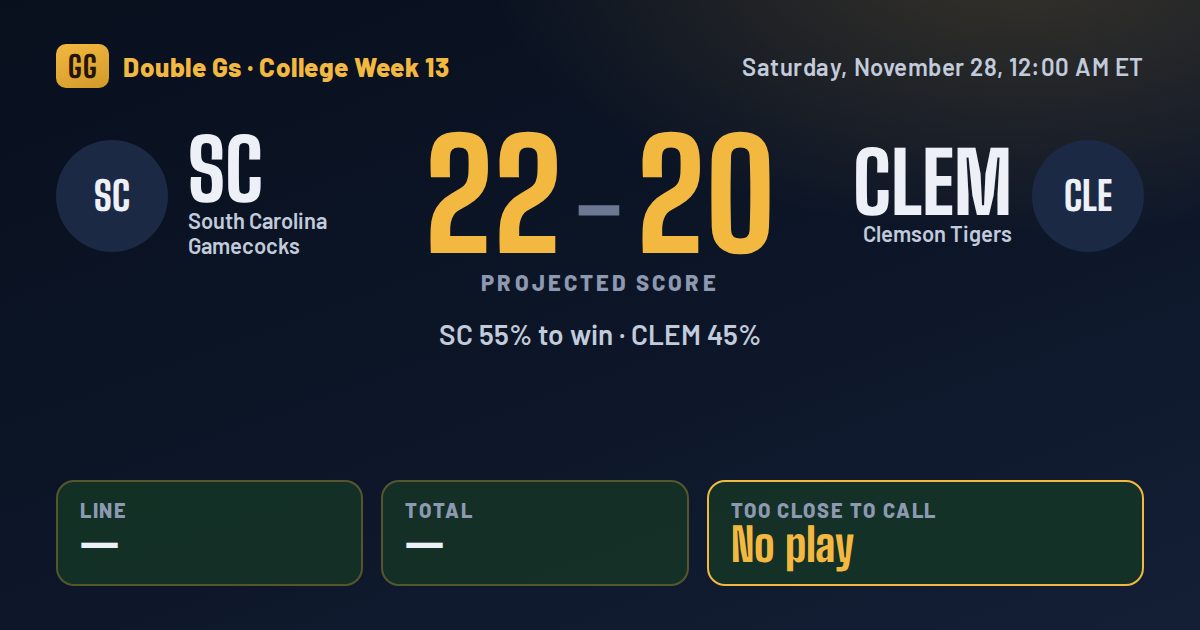 GG Double Gs · College Week 13
Saturday, November 28, 12:00 AM ET
SC
SC
South Carolina
Gamecocks
22 – 20
PROJECTED SCORE
SC 55% to win · CLEM 45%
CLEM
Clemson Tigers
CLE
LINE
—
TOTAL
—
TOO CLOSE TO CALL
No play